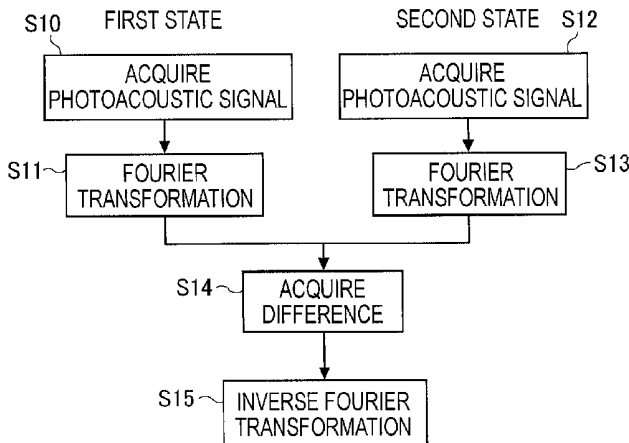 FIRST STATE
SECOND STATE
S10
S12
ACQUIRE
PHOTOACOUSTIC SIGNAL
ACQUIRE
PHOTOACOUSTIC SIGNAL
S11
FOURIER
TRANSFORMATION
FOURIER
TRANSFORMATION
S13
S14
ACQUIRE
DIFFERENCE
S15
INVERSE FOURIER
TRANSFORMATION